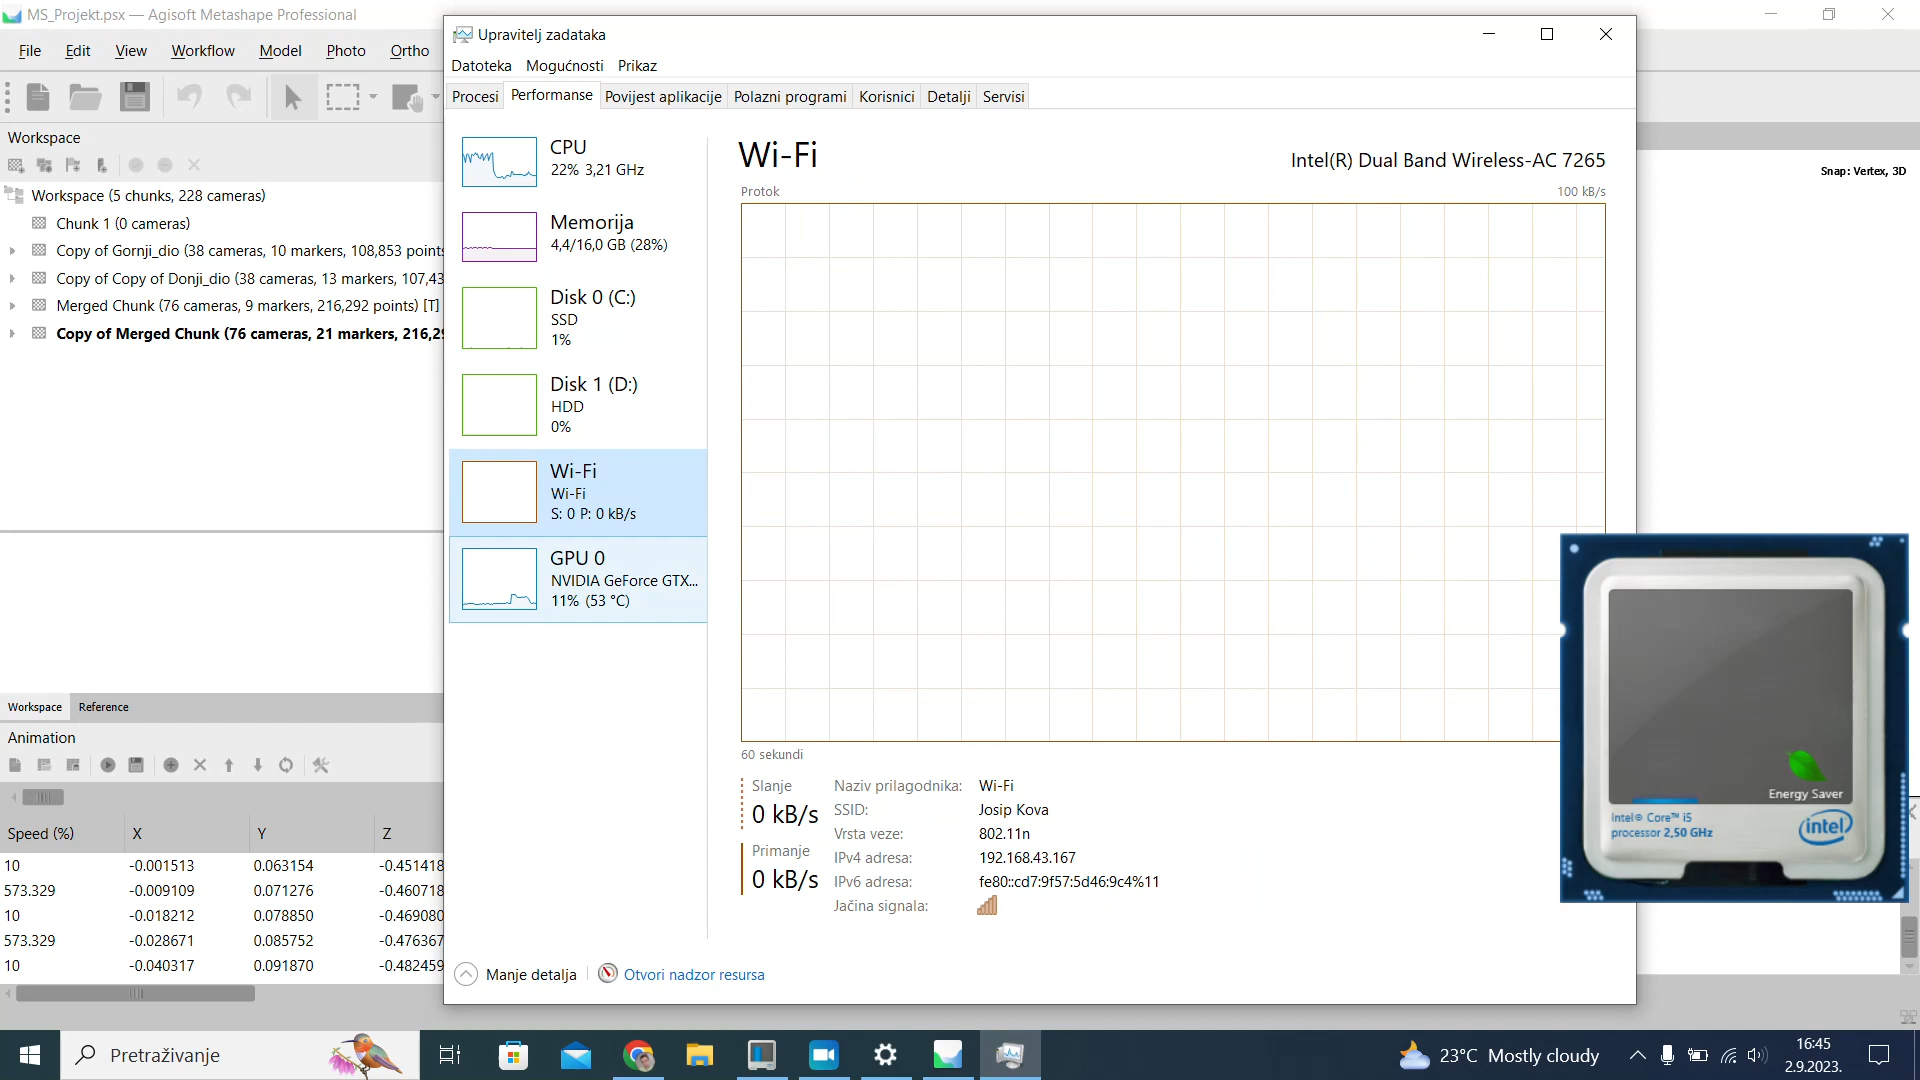 MS_Projekt.psx — Agisoft Metashape Professional
File Edit View Workflow Model Photo Ortho
Workspace
Workspace (5 chunks, 228 cameras)
Chunk 1 (0 cameras)
Copy of Gornji_dio (38 cameras, 10 markers, 108,853 points
Copy of Copy of Donji_dio (38 cameras, 13 markers, 107,43
Merged Chunk (76 cameras, 9 markers, 216,292 points) [T]
Copy of Merged Chunk (76 cameras, 21 markers, 216,29
Workspace Reference
Animation
Speed (%) X Y Z
10 -0.001513 0.063154 -0.451418
573.329 -0.009109 0.071276 -0.460718
10 -0.018212 0.078850 -0.469080
573.329 -0.028671 0.085752 -0.476367
10 -0.040317 0.091870 -0.482459
Upravitelj zadataka
Datoteka Mogućnosti Prikaz
Procesi Performanse Povijest aplikacije Polazni programi Korisnici Detalji Servisi
CPU
22% 3,21 GHz
Memorija
4,4/16,0 GB (28%)
Disk 0 (C:)
SSD
1%
Disk 1 (D:)
HDD
0%
Wi-Fi
Wi-Fi
S: 0 P: 0 kB/s
GPU 0
NVIDIA GeForce GTX...
11% (53 °C)
Wi-Fi
Intel(R) Dual Band Wireless-AC 7265
Protok
100 kB/s
60 sekundi
Slanje
0 kB/s
Primanje
0 kB/s
Naziv prilagodnika: Wi-Fi
SSID: Josip Kova
Vrsta veze: 802.11n
IPv4 adresa: 192.168.43.167
IPv6 adresa: fe80::cd7:9f57:5d46:9c4%11
Jačina signala:
Manje detalja
Otvori nadzor resursa
Snap: Vertex, 3D
Energy Saver
Intel® Core™ i5
processor 2,50 GHz
intel
Pretraživanje
23°C Mostly cloudy
16:45
2.9.2023.